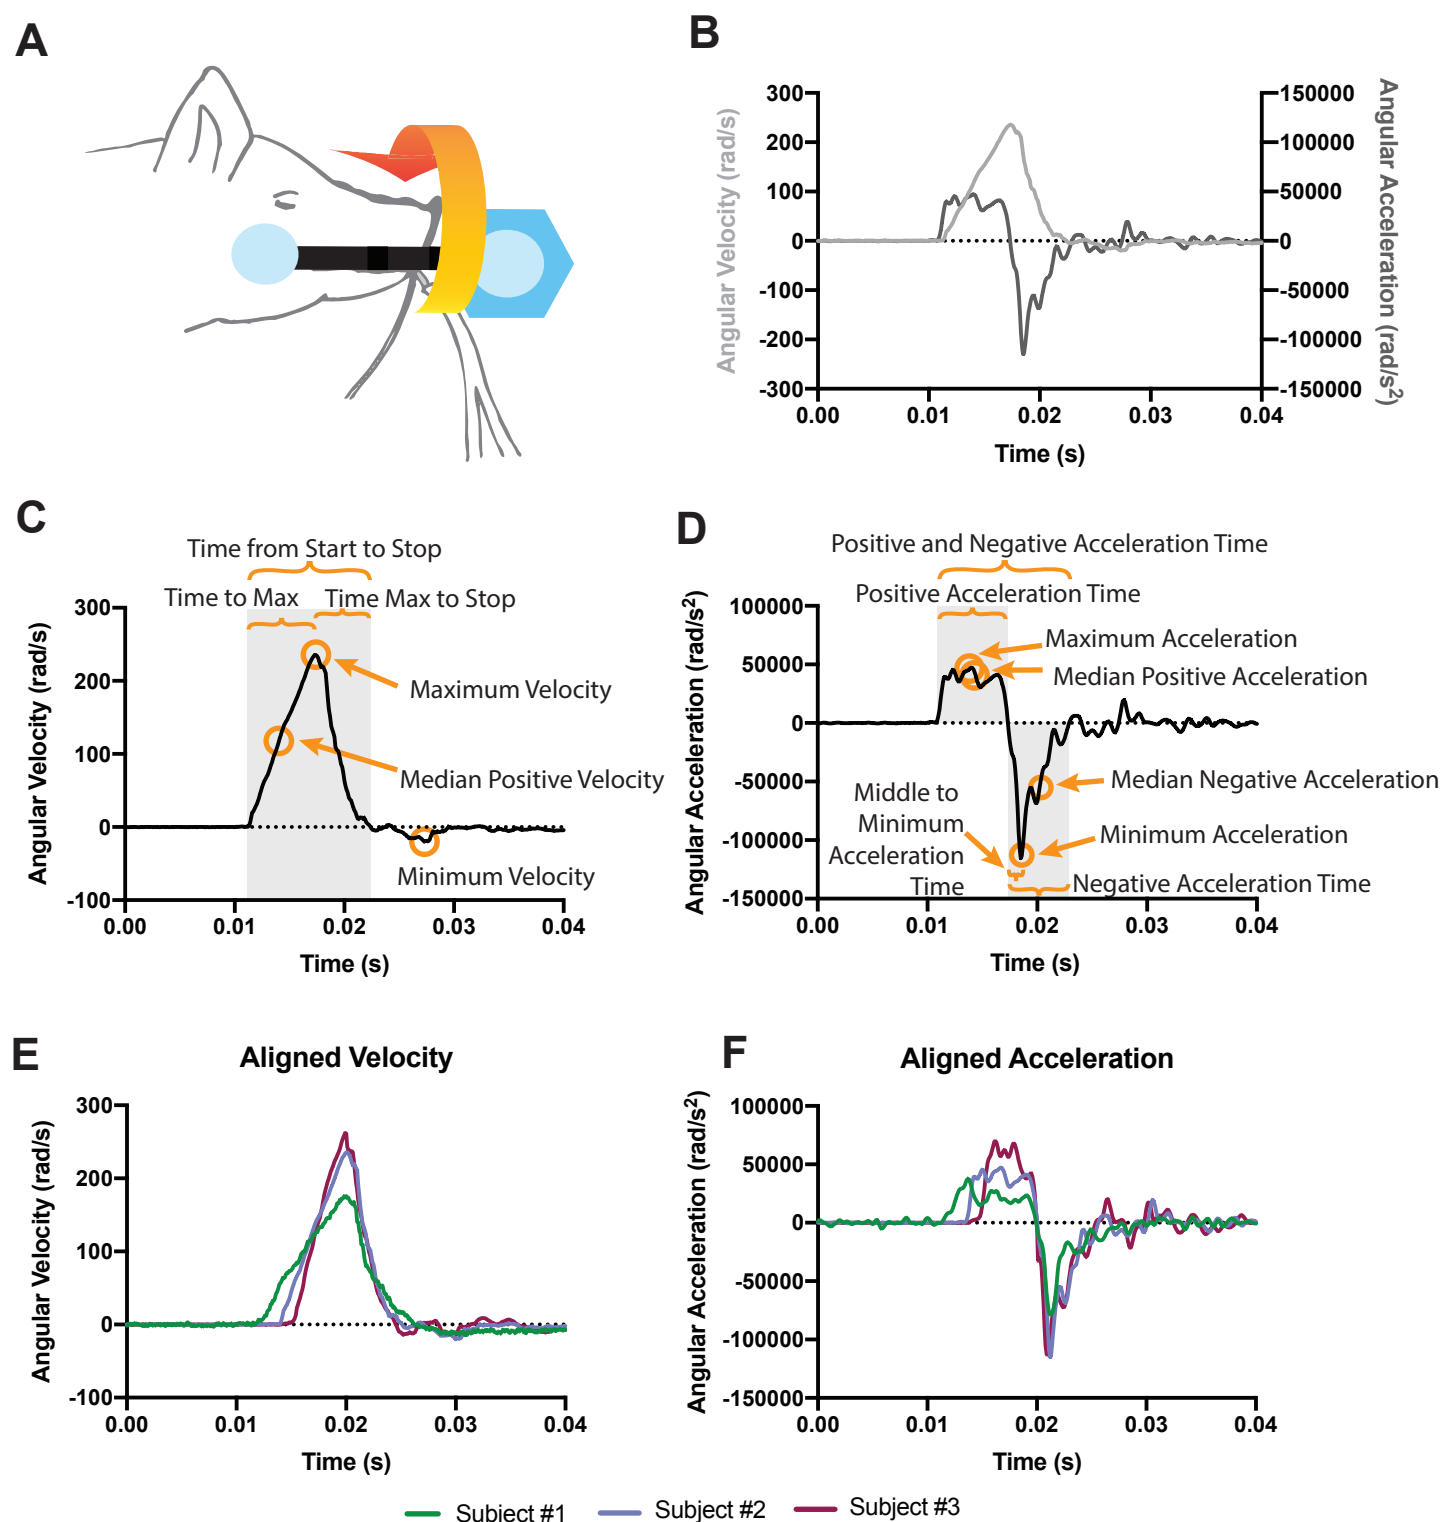 A
B
300
200
100
0
-100
-200
-300
Angular Velocity (rad/s)
150000
100000
50000
0
-50000
-100000
-150000
Angular Acceleration (rad/s²)
0.00
0.01
0.02
0.03
0.04
Time (s)
C
Time from Start to Stop
Time to Max
Time Max to Stop
300
200
100
0
-100
Angular Velocity (rad/s)
Maximum Velocity
Median Positive Velocity
Minimum Velocity
0.00
0.01
0.02
0.03
0.04
Time (s)
D
Positive and Negative Acceleration Time
Positive Acceleration Time
100000
50000
0
-50000
-100000
-150000
Angular Acceleration (rad/s²)
Maximum Acceleration
Median Positive Acceleration
Median Negative Acceleration
Middle to
Minimum
Acceleration
Time
Minimum Acceleration
Negative Acceleration Time
0.00
0.01
0.02
0.03
0.04
Time (s)
E
Aligned Velocity
300
200
100
0
-100
Angular Velocity (rad/s)
0.00
0.01
0.02
0.03
0.04
Time (s)
F
Aligned Acceleration
100000
50000
0
-50000
-100000
-150000
Angular Acceleration (rad/s²)
0.00
0.01
0.02
0.03
0.04
Time (s)
Subject #1
Subject #2
Subject #3